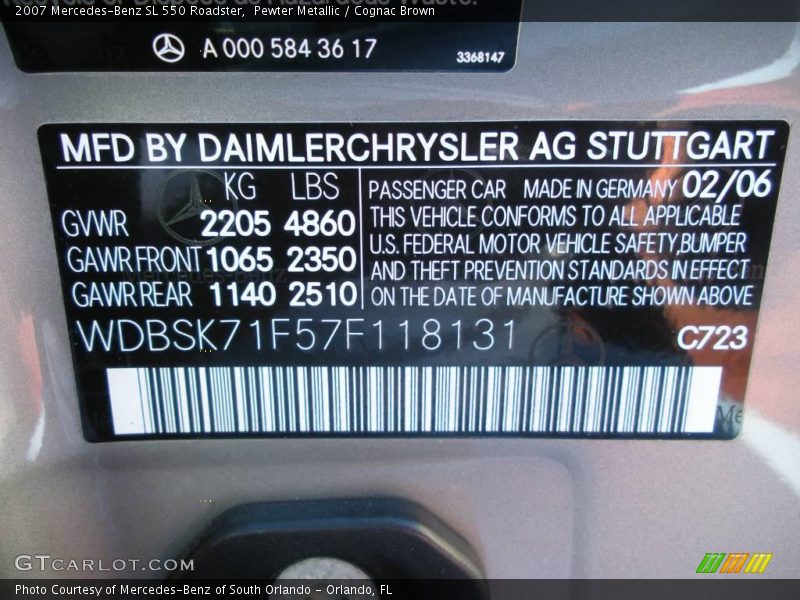 2007 Mercedes-Benz SL 550 Roadster, Pewter Metallic / Cognac Brown
A 000 584 36 17
3368147
MFD BY DAIMLERCHRYSLER AG STUTTGART
KG LBS
GVWR 2205 4860
GAWR FRONT 1065 2350
GAWR REAR 1140 2510
PASSENGER CAR MADE IN GERMANY 02/06
THIS VEHICLE CONFORMS TO ALL APPLICABLE
U.S. FEDERAL MOTOR VEHICLE SAFETY, BUMPER
AND THEFT PREVENTION STANDARDS IN EFFECT
ON THE DATE OF MANUFACTURE SHOWN ABOVE
WDBSK71F57F118131
C723
GTCARLOT.COM
Photo Courtesy of Mercedes-Benz of South Orlando - Orlando, FL